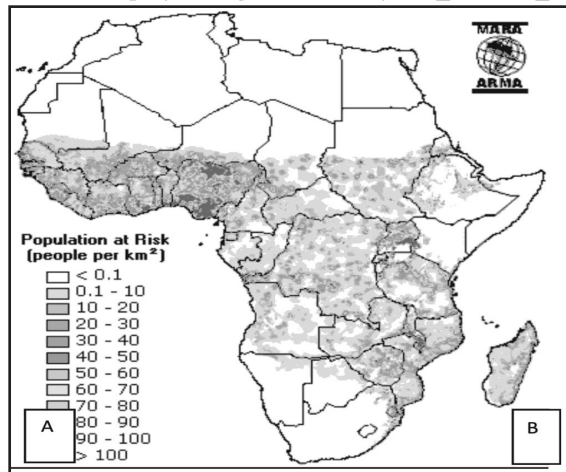 MARA
ARMA
Population at Risk
(people per km²)
< 0.1
0.1 - 10
10 - 20
20 - 30
30 - 40
40 - 50
50 - 60
60 - 70
70 - 80
80 - 90
90 - 100
> 100
A
B